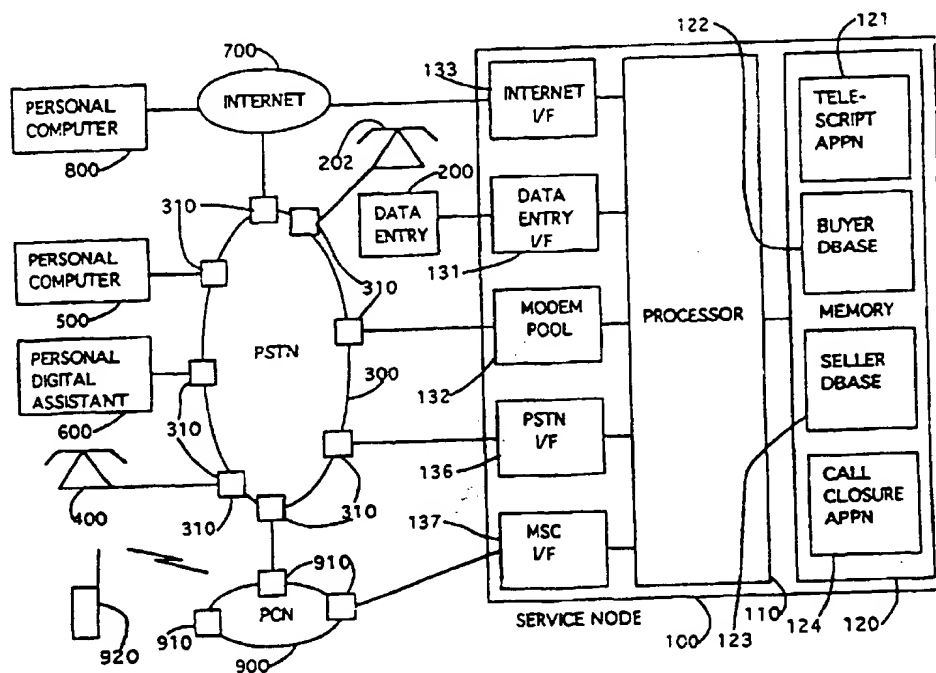 122
121
700
133
INTERNET
INTERNET
I/F
TELE-
SCRIPT
APPN
PERSONAL
COMPUTER
800
202
200
310
DATA
ENTRY
DATA
ENTRY
I/F
131
BUYER
DBASE
PERSONAL
COMPUTER
500
310
MODEM
POOL
132
PROCESSOR
MEMORY
PSTN
300
SELLER
DBASE
PERSONAL
DIGITAL
ASSISTANT
600
310
PSTN
I/F
136
400
310
310
310
137
MSC
I/F
CALL
CLOSURE
APPN
910
PCN
910
900
920
SERVICE NODE
100
110
123
124
120